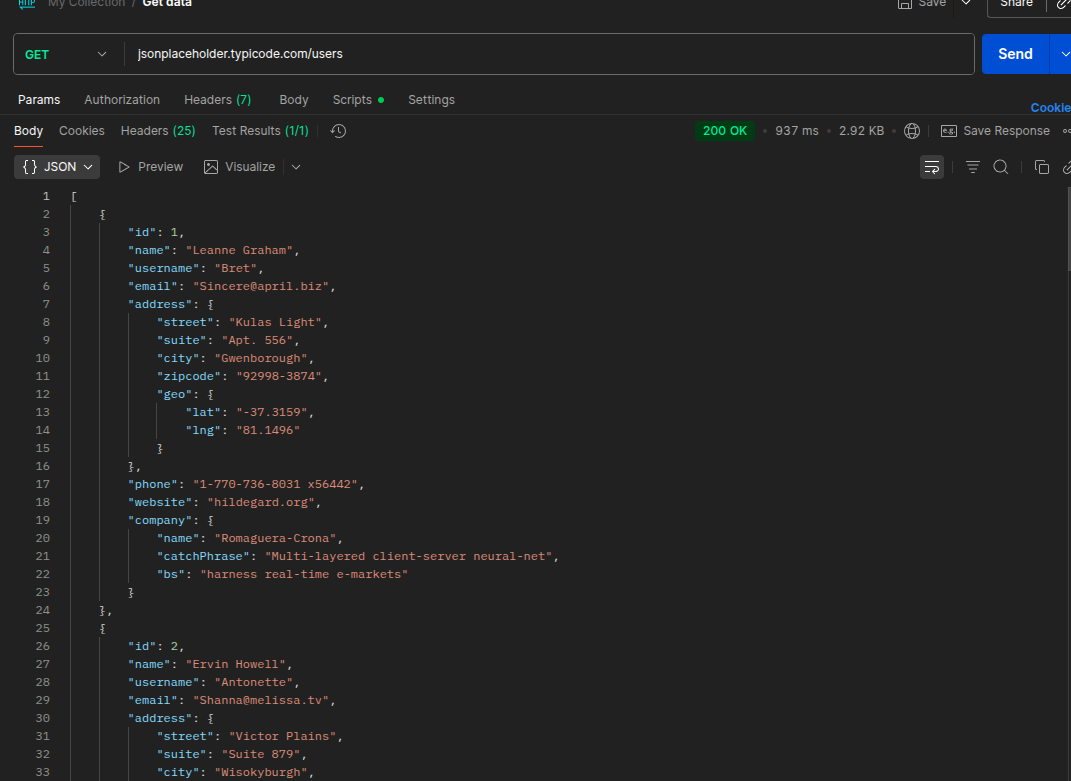 HTTP My Collection / Get data Save Share
GET jsonplaceholder.typicode.com/users Send
Params Authorization Headers (7) Body Scripts Settings
Cookie
Body Cookies Headers (25) Test Results (1/1) 200 OK • 937 ms • 2.92 KB • e.g. Save Response
{} JSON Preview Visualize
1 [
2 {
3 "id": 1,
4 "name": "Leanne Graham",
5 "username": "Bret",
6 "email": "Sincere@april.biz",
7 "address": {
8 "street": "Kulas Light",
9 "suite": "Apt. 556",
10 "city": "Gwenborough",
11 "zipcode": "92998-3874",
12 "geo": {
13 "lat": "-37.3159",
14 "lng": "81.1496"
15 }
16 },
17 "phone": "1-770-736-8031 x56442",
18 "website": "hildegard.org",
19 "company": {
20 "name": "Romaguera-Crona",
21 "catchPhrase": "Multi-layered client-server neural-net",
22 "bs": "harness real-time e-markets"
23 }
24 },
25 {
26 "id": 2,
27 "name": "Ervin Howell",
28 "username": "Antonette",
29 "email": "Shanna@melissa.tv",
30 "address": {
31 "street": "Victor Plains",
32 "suite": "Suite 879",
33 "city": "Wisokyburgh",